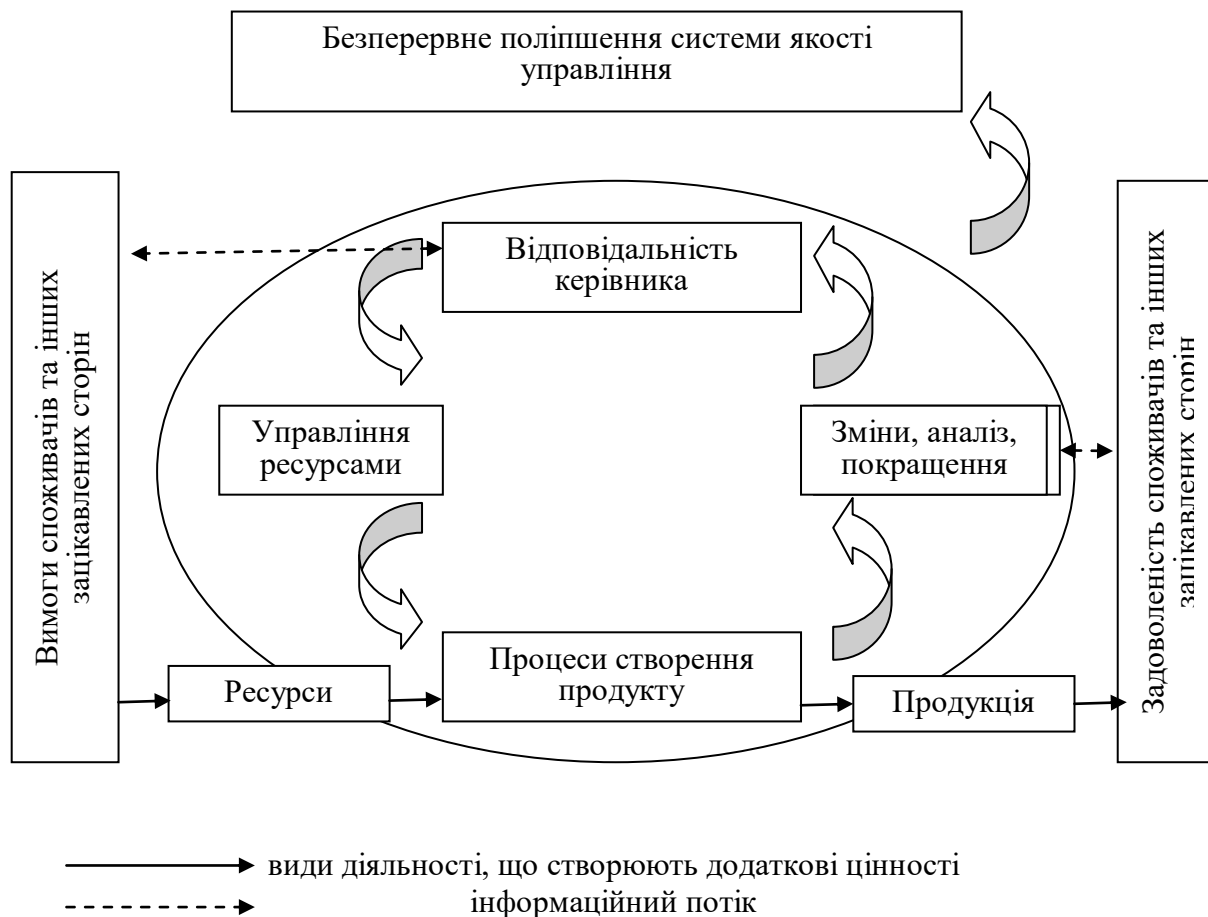 Безперервне поліпшення системи якості
управління
Вимоги споживачів та інших
зацікавлених сторін
Відповідальність
керівника
Управління
ресурсами
Зміни, аналіз,
покращення
Задоволеність споживачів та інших
зацікавлених сторін
Ресурси
Процеси створення
продукту
Продукція
види діяльності, що створюють додаткові цінності
інформаційний потік